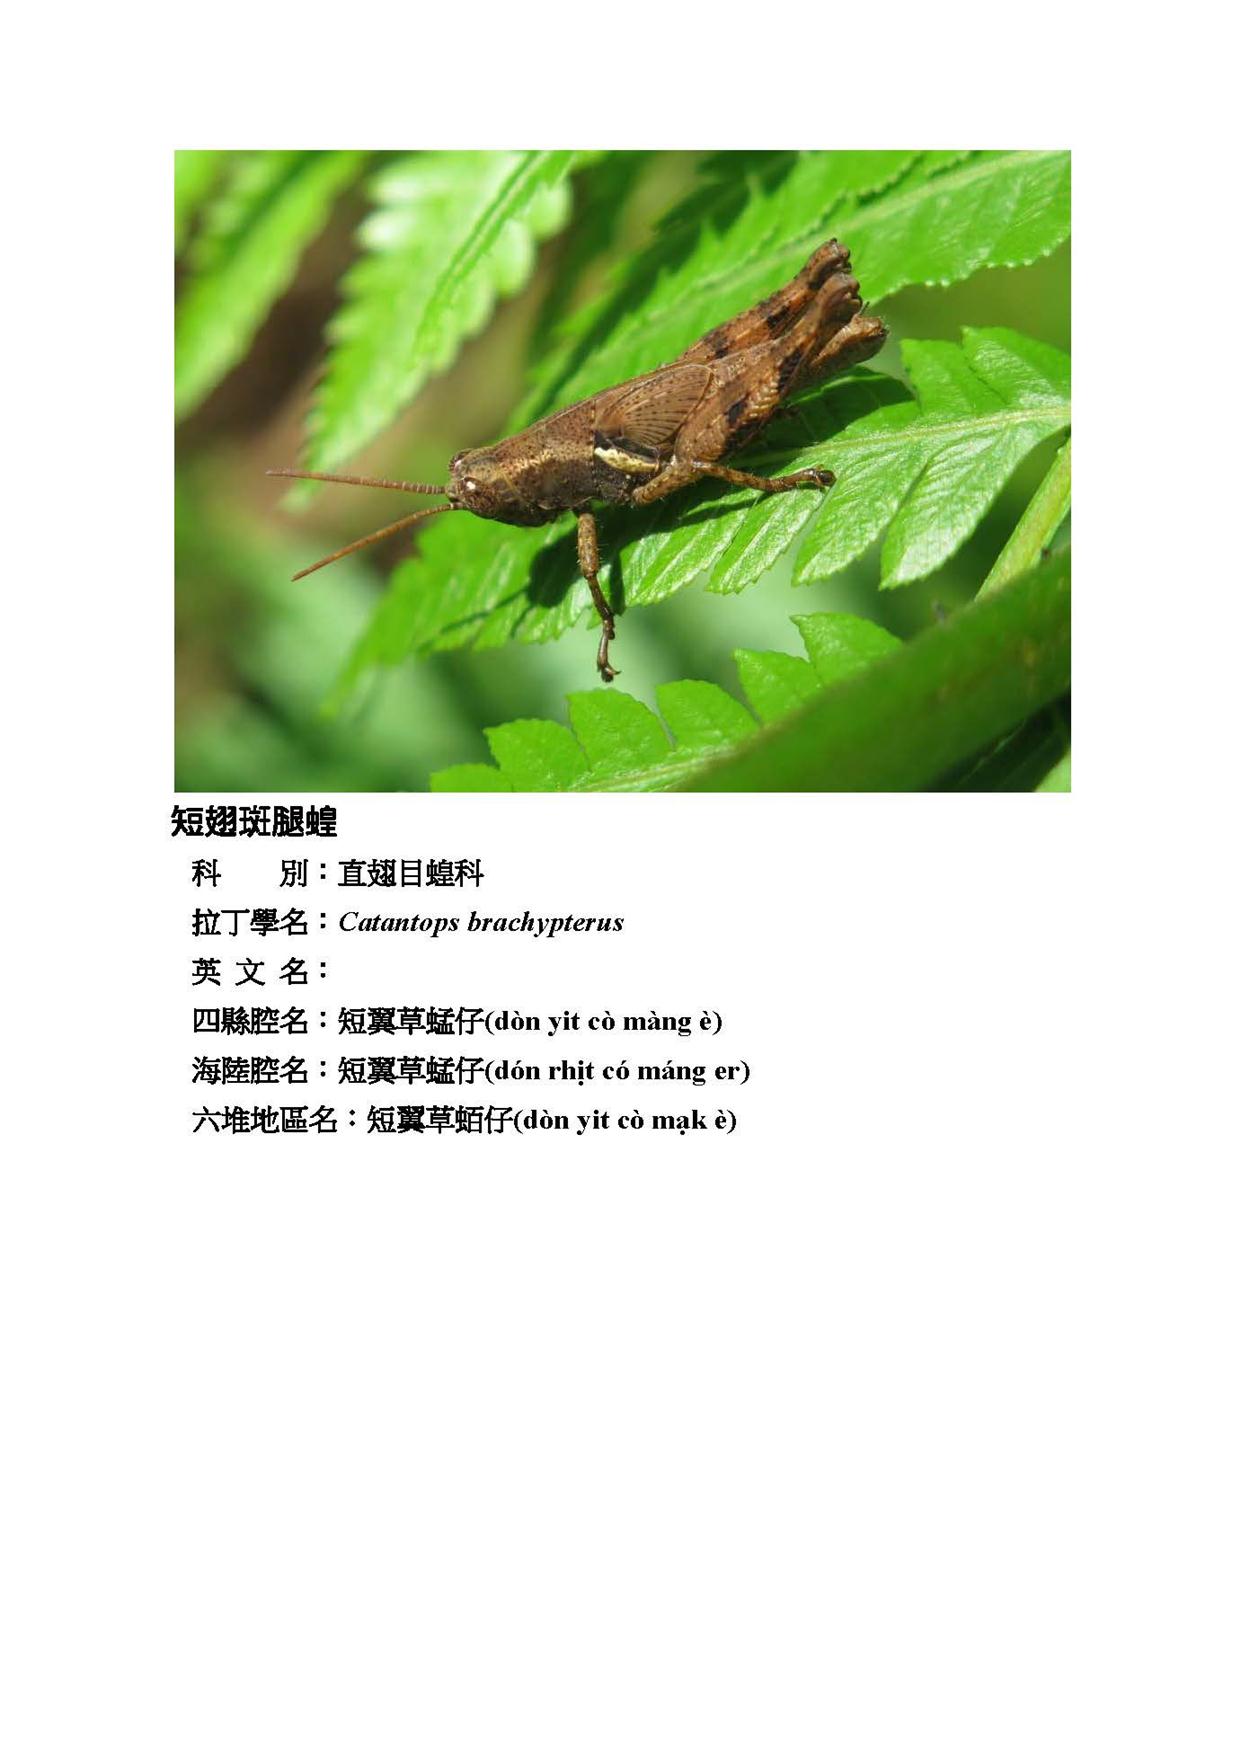 短翅斑腿蝗
科　　別：直翅目蝗科
拉丁學名：Catantops brachypterus
英 文 名：
四縣腔名：短翼草蜢仔(dòn yit cò màng è)
海陸腔名：短翼草蜢仔(dón rhịt có máng er)
六堆地區名：短翼草蛨仔(dòn yit cò mạk è)